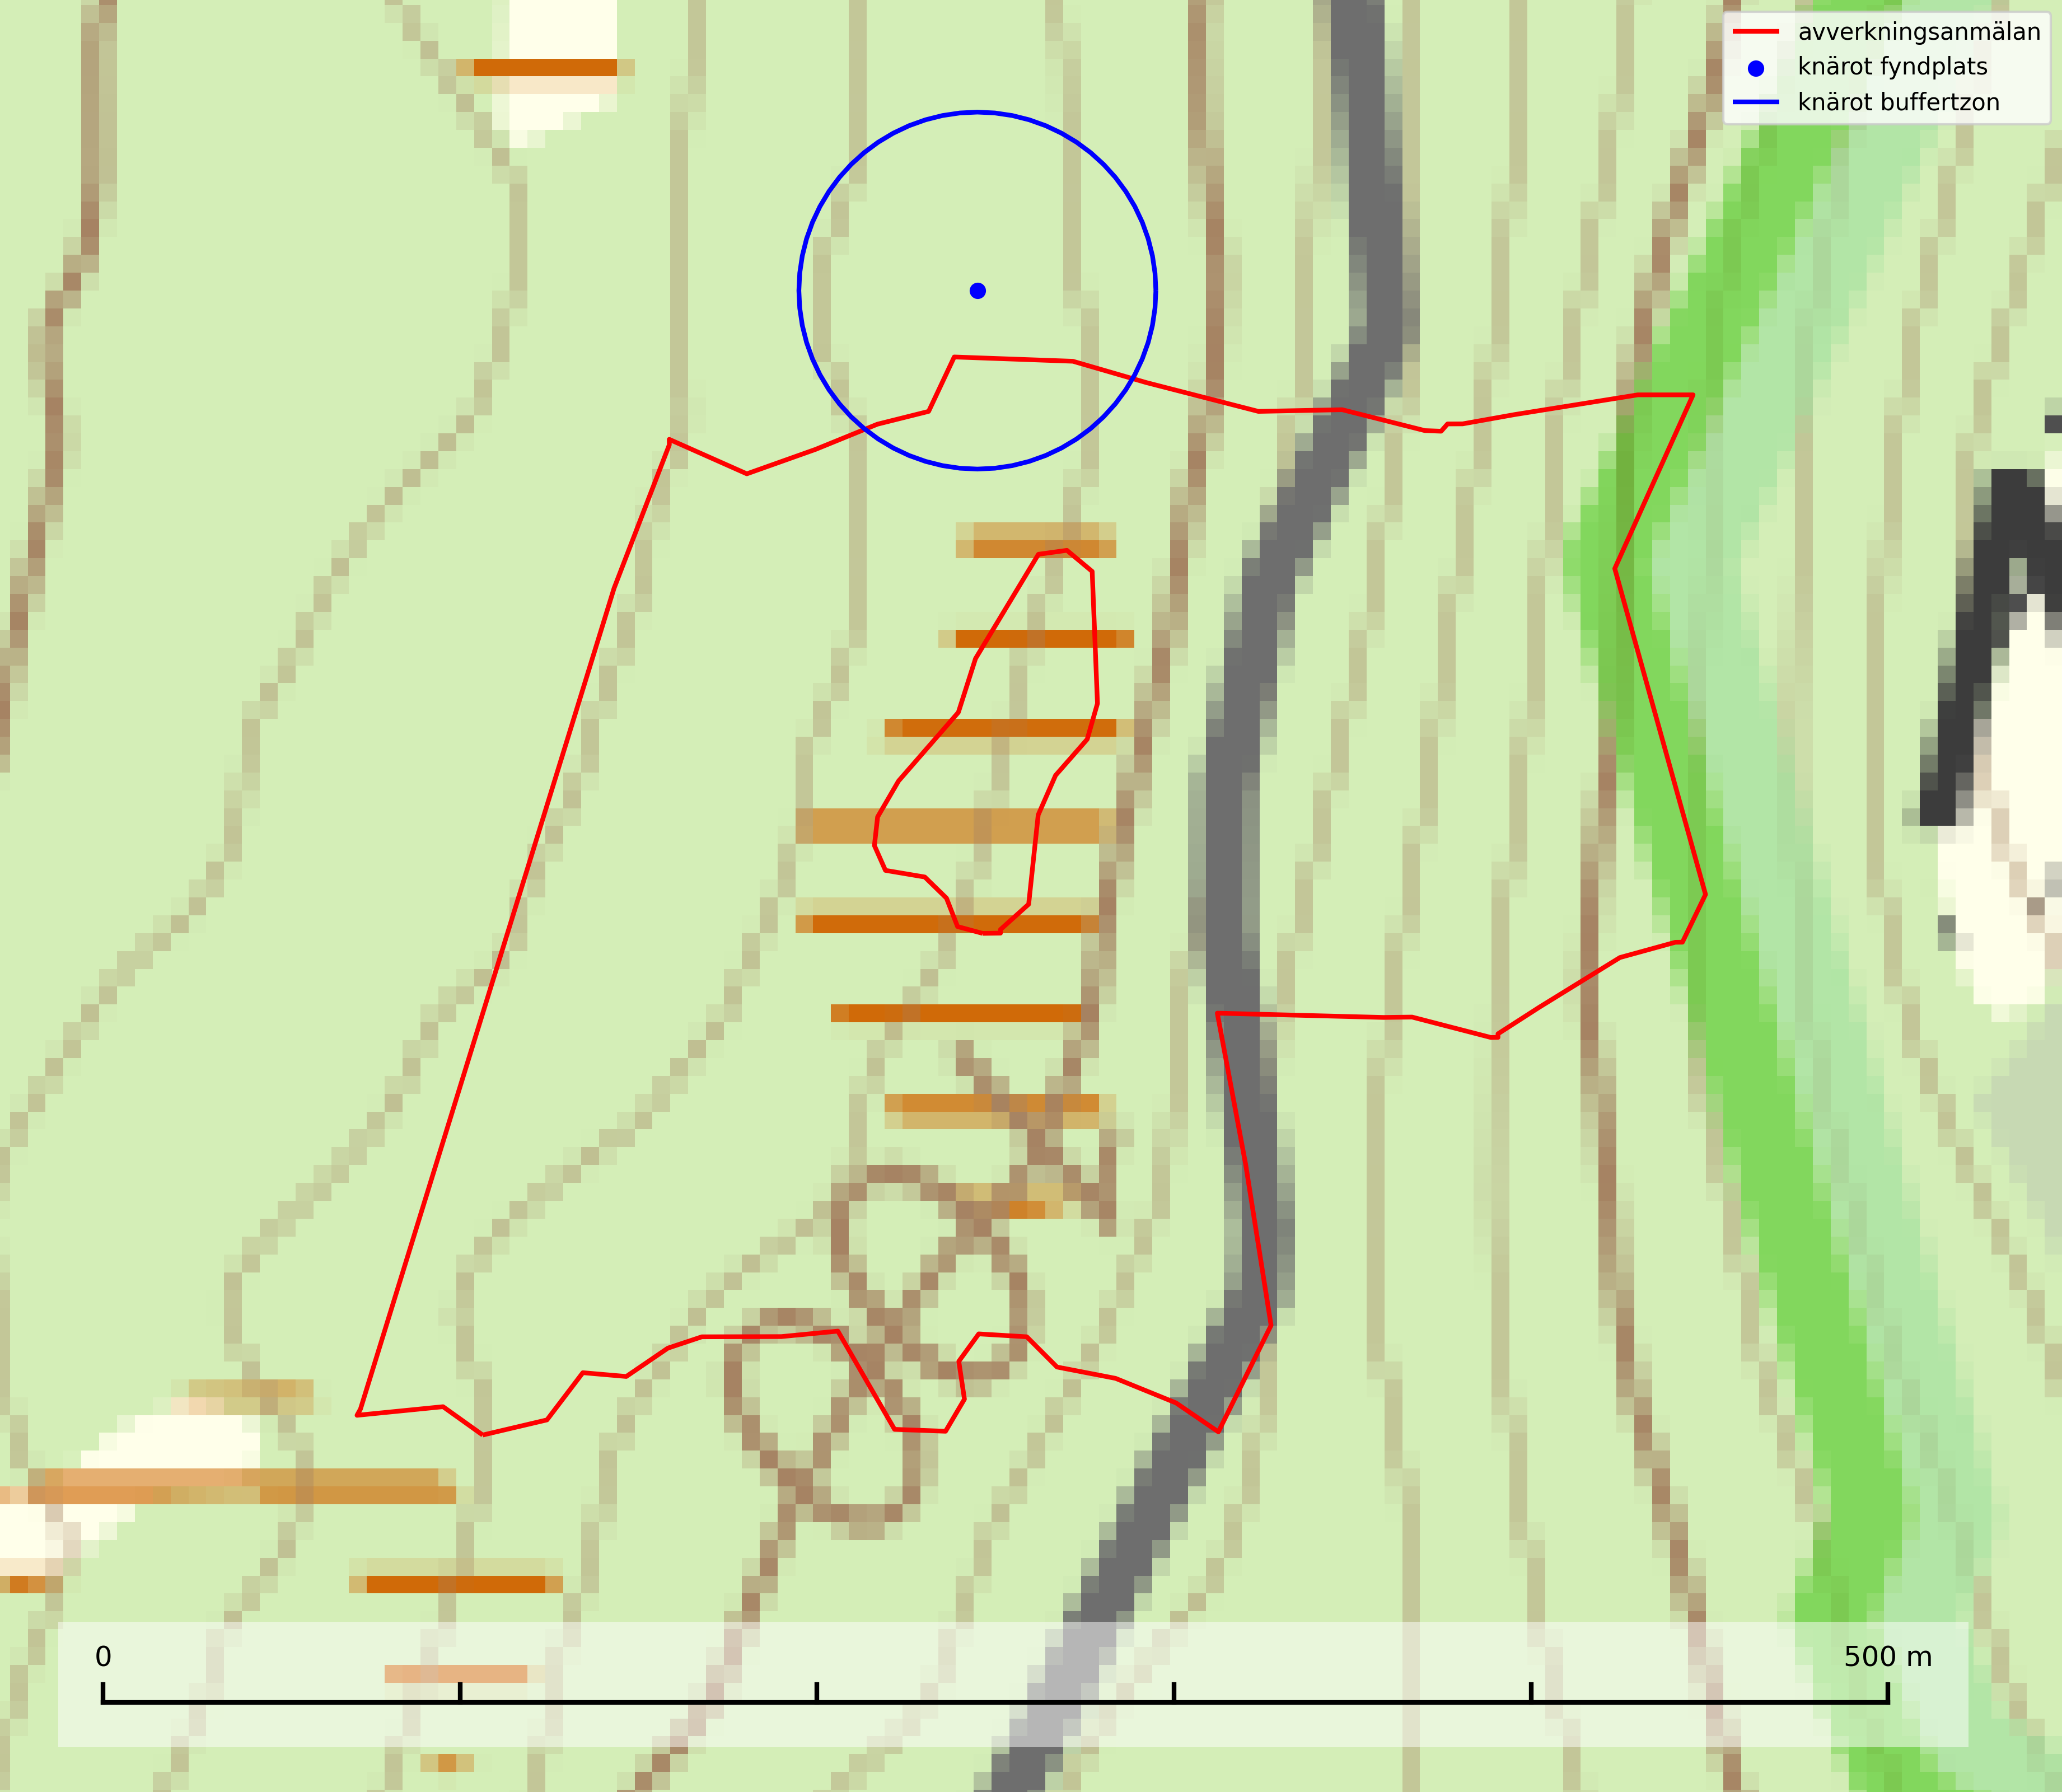 avverkningsanmälan
knärot fyndplats
knärot buffertzon
0
500 m